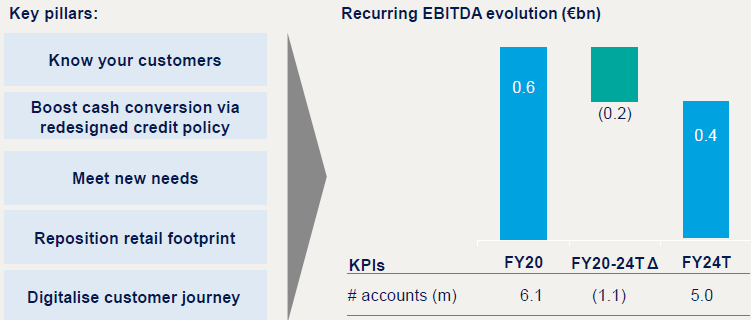 Key pillars:
Know your customers
Boost cash conversion via
redesigned credit policy
Meet new needs
Reposition retail footprint
Digitalise customer journey
Recurring EBITDA evolution (€bn)
0.6
(0.2)
0.4
KPIs FY20 FY20-24T Δ FY24T
# accounts (m) 6.1 (1.1) 5.0